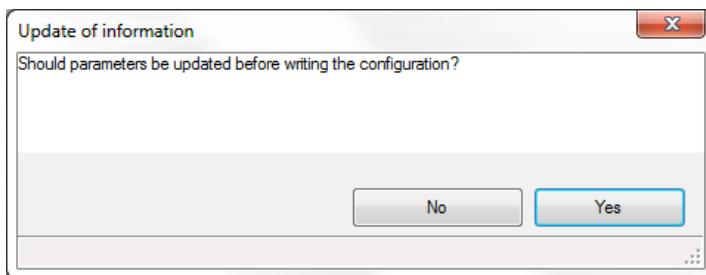 Update of information
Should parameters be updated before writing the configuration?
No Yes